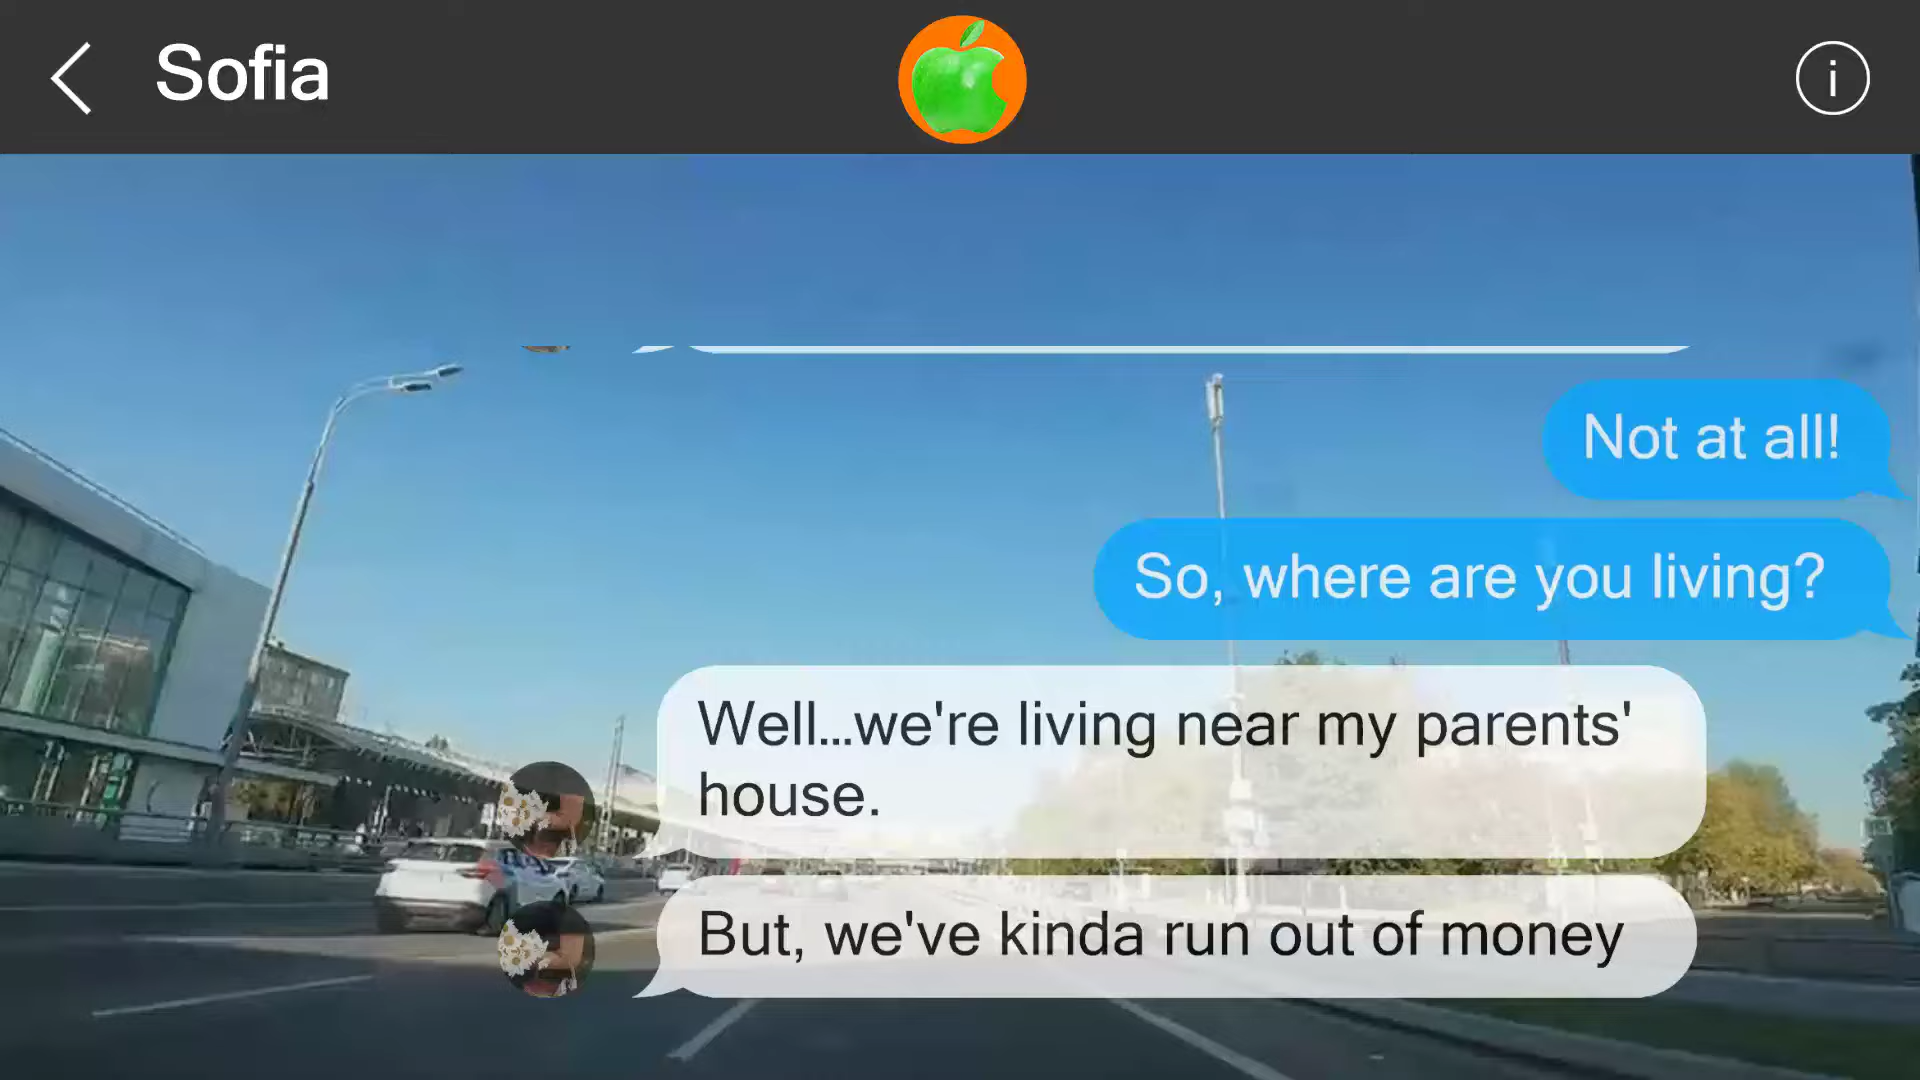 Sofia
i
Not at all!
So, where are you living?
Well...we're living near my parents'
house.
But, we've kinda run out of money